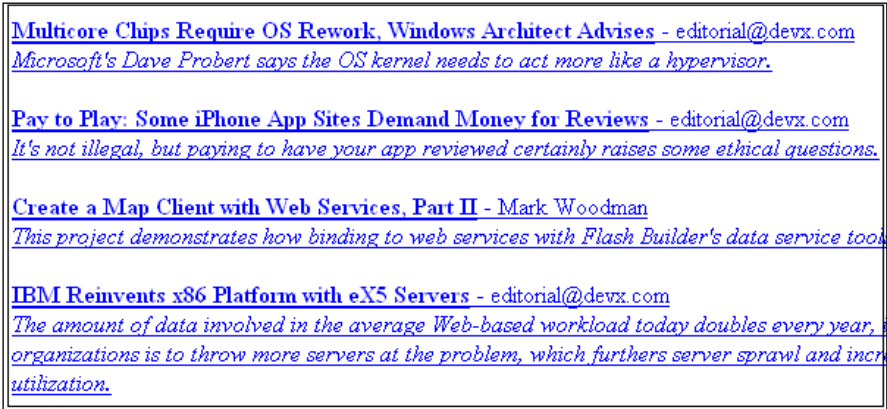 Multicore Chips Require OS Rework, Windows Architect Advises - editorial@devx.com
Microsoft's Dave Probert says the OS kernel needs to act more like a hypervisor.
Pay to Play: Some iPhone App Sites Demand Money for Reviews - editorial@devx.com
It's not illegal, but paying to have your app reviewed certainly raises some ethical questions.
Create a Map Client with Web Services, Part II - Mark Woodman
This project demonstrates how binding to web services with Flash Builder's data service
IBM Reinvents x86 Platform with eX5 Servers - editorial@devx.com
The amount of data involved in the average Web-based workload today doubles every year,
organizations is to throw more servers at the problem, which furthers server sprawl and
utilization.